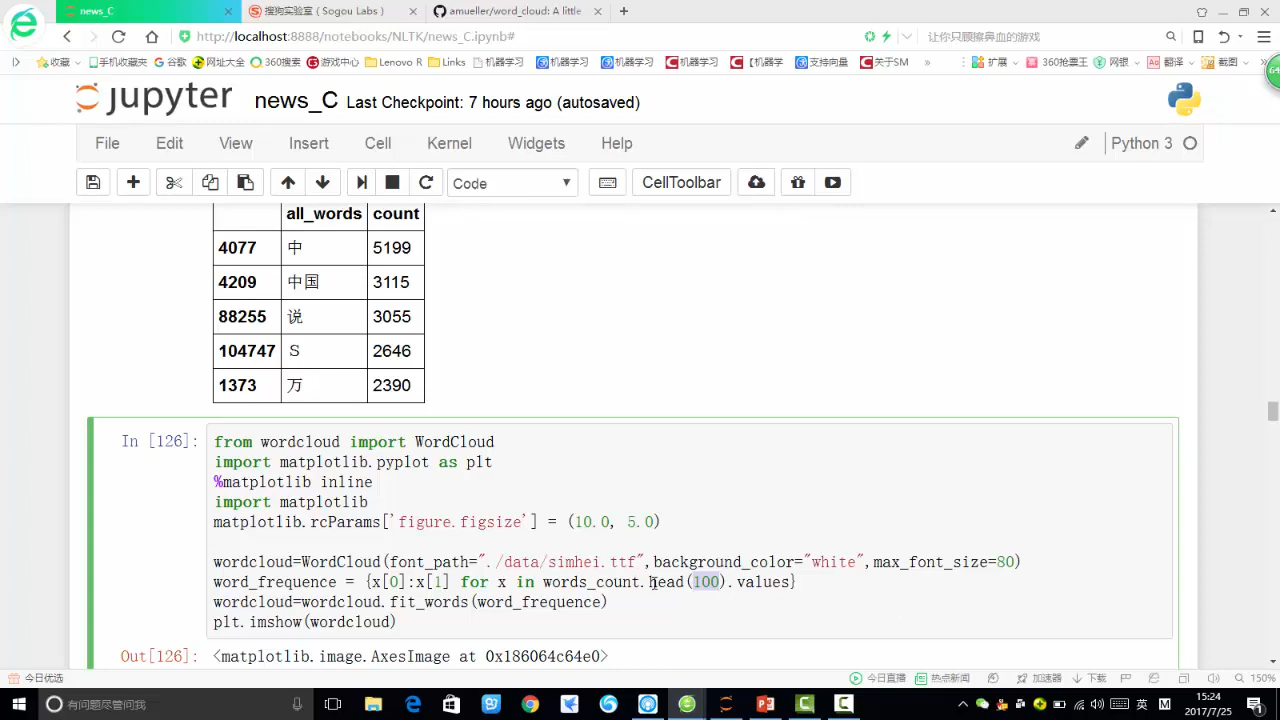 news_C
搜狗实验室（Sogou Labs）
amueller/word_cloud: A little
http://localhost:8888/notebooks/NLTK/news_C.ipynb#
让你只顾擦鼻血的游戏
收藏
手机收藏夹
谷歌
网址大全
360搜索
游戏中心
Lenovo R
Links
机器学习
机器学习
机器学习
机器学习
【机器学
支持向量
关于SM
»
扩展
360抢票王
网银
翻译
截图
jupyter
news_C Last Checkpoint: 7 hours ago (autosaved)
File Edit View Insert Cell Kernel Widgets Help
Python 3
Code
CellToolbar
all_words count
4077 中 5199
4209 中国 3115
88255 说 3055
104747 S 2646
1373 万 2390
In [126]:
from wordcloud import WordCloud
import matplotlib.pyplot as plt
%matplotlib inline
import matplotlib
matplotlib.rcParams['figure.figsize'] = (10.0, 5.0)
wordcloud=WordCloud(font_path="./data/simhei.ttf",background_color="white",max_font_size=80)
word_frequence = {x[0]:x[1] for x in words_count.head(100).values}
wordcloud=wordcloud.fit_words(word_frequence)
plt.imshow(wordcloud)
Out[126]: <matplotlib.image.AxesImage at 0x186064c64e0>
今日优选
今日直播
热点新闻
加速器
下载
150%
有问题尽管问我
英
15:24
2017/7/25